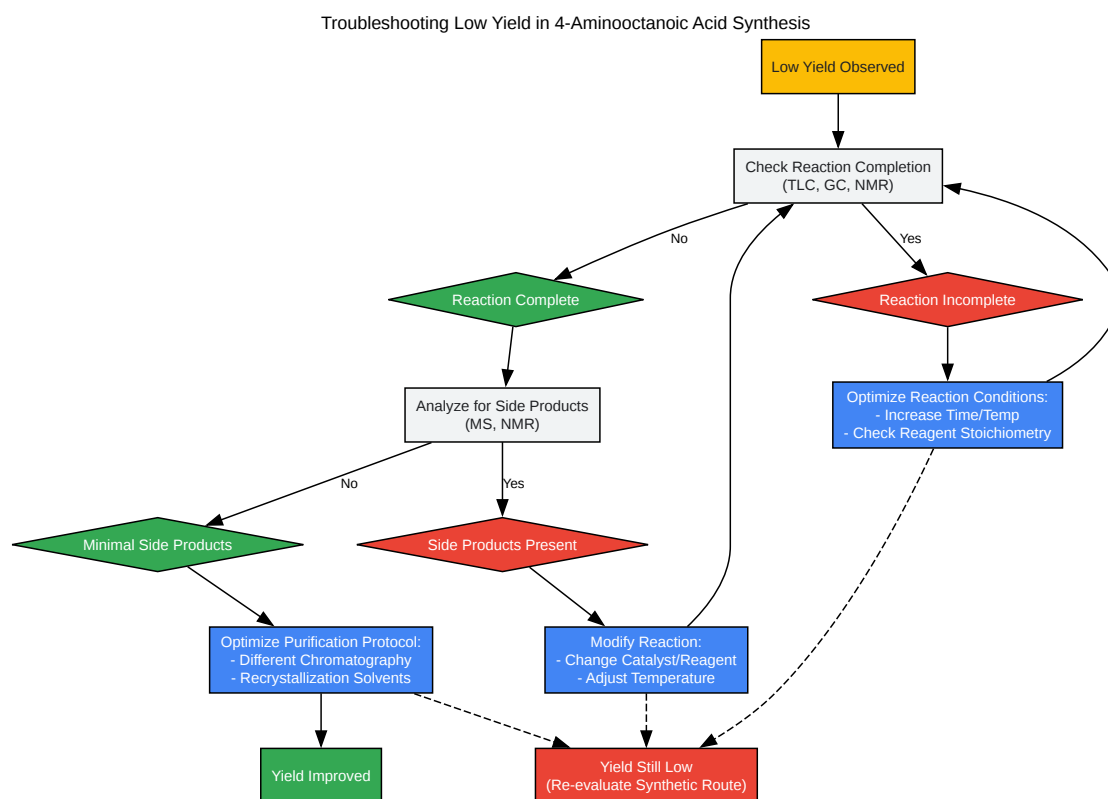 Troubleshooting Low Yield in 4-Aminooctanoic Acid Synthesis
Low Yield Observed
Check Reaction Completion
(TLC, GC, NMR)
No
Yes
Reaction Complete
Reaction Incomplete
Analyze for Side Products
(MS, NMR)
Optimize Reaction Conditions:
- Increase Time/Temp
- Check Reagent Stoichiometry
No
Yes
Minimal Side Products
Side Products Present
Optimize Purification Protocol:
- Different Chromatography
- Recrystallization Solvents
Modify Reaction:
- Change Catalyst/Reagent
- Adjust Temperature
Yield Improved
Yield Still Low
(Re-evaluate Synthetic Route)